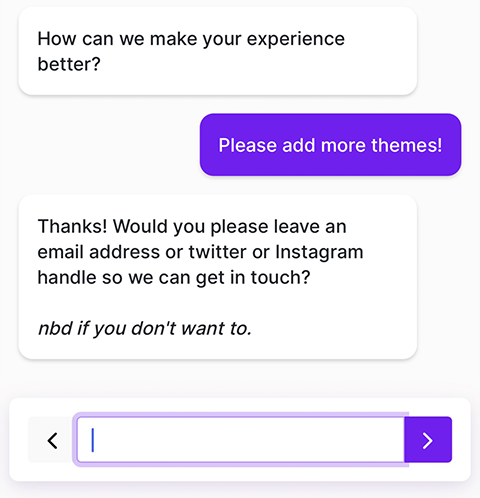 How can we make your experience
better?
Please add more themes!
Thanks! Would you please leave an
email address or twitter or Instagram
handle so we can get in touch?
nbd if you don't want to.